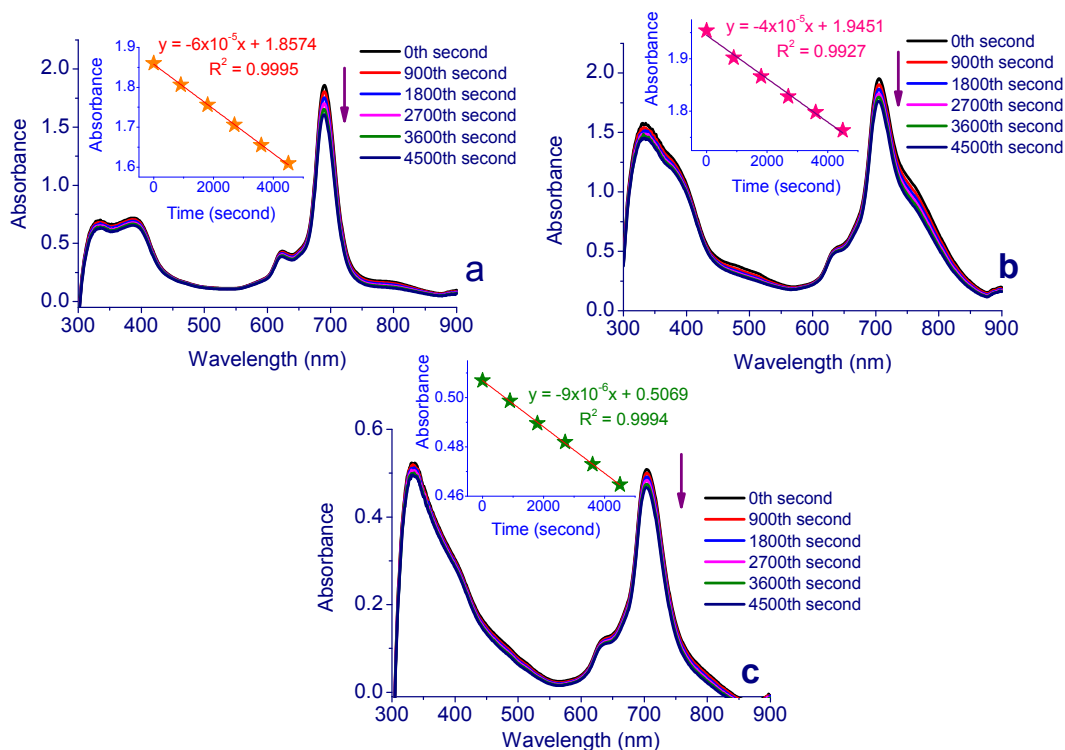 y = -6x10⁻⁵x + 1.8574
R² = 0.9995
1.9
1.8
1.7
1.6
Absorbance
0 2000 4000
Time (second)
0th second
900th second
1800th second
2700th second
3600th second
4500th second
2.0
1.5
1.0
0.5
0.0
Absorbance
a
300 400 500 600 700 800 900
Wavelength (nm)
y = -4x10⁻⁵x + 1.9451
R² = 0.9927
1.9
1.8
1.7
Absorbance
0 2000 4000
Time (second)
0th second
900th second
1800th second
2700th second
3600th second
4500th second
2.0
1.5
1.0
0.5
0.0
Absorbance
b
300 400 500 600 700 800 900
Wavelength (nm)
y = -9x10⁻⁶x + 0.5069
R² = 0.9994
0.50
0.48
0.46
Absorbance
0 2000 4000
Time (second)
0th second
900th second
1800th second
2700th second
3600th second
4500th second
0.6
0.4
0.2
0.0
Absorbance
c
300 400 500 600 700 800 900
Wavelength (nm)